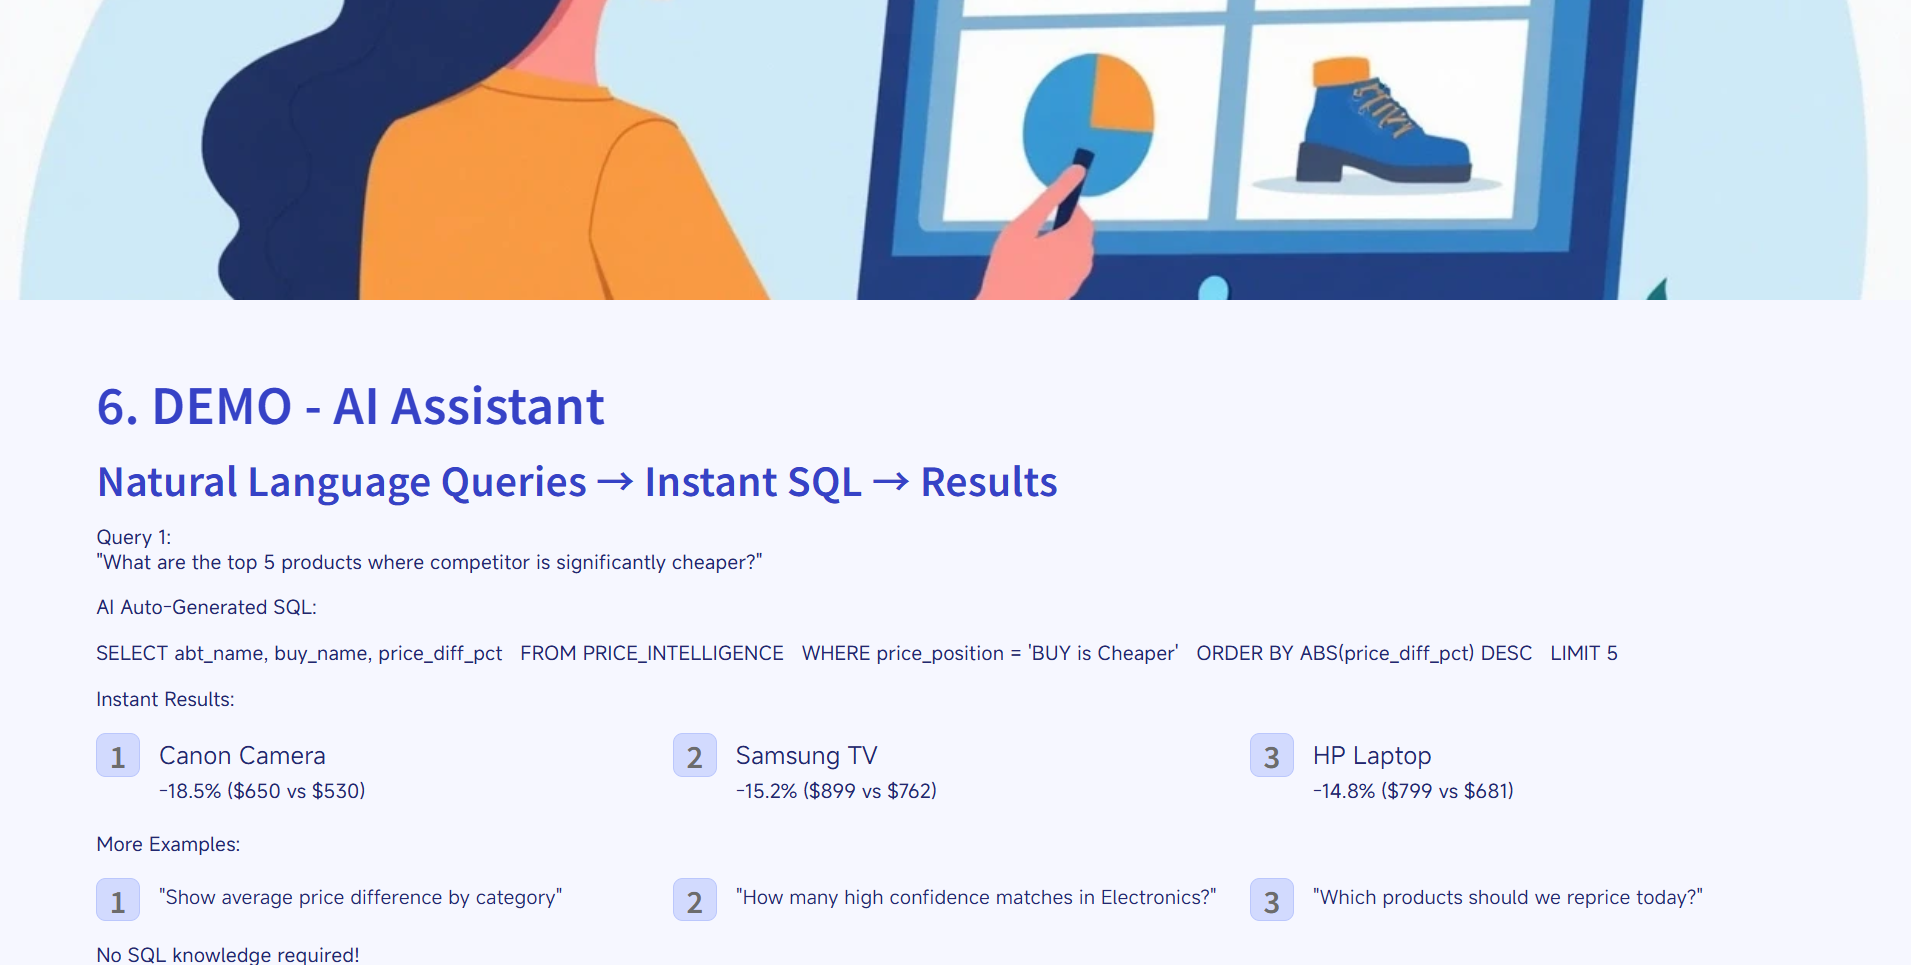 6. DEMO - AI Assistant
Natural Language Queries → Instant SQL → Results
Query 1:
"What are the top 5 products where competitor is significantly cheaper?"
AI Auto-Generated SQL:
SELECT abt_name, buy_name, price_diff_pct   FROM PRICE_INTELLIGENCE   WHERE price_position = 'BUY is Cheaper'   ORDER BY ABS(price_diff_pct) DESC   LIMIT 5
Instant Results:
1 Canon Camera
-18.5% ($650 vs $530)
2 Samsung TV
-15.2% ($899 vs $762)
3 HP Laptop
-14.8% ($799 vs $681)
More Examples:
1 "Show average price difference by category"
2 "How many high confidence matches in Electronics?"
3 "Which products should we reprice today?"
No SQL knowledge required!